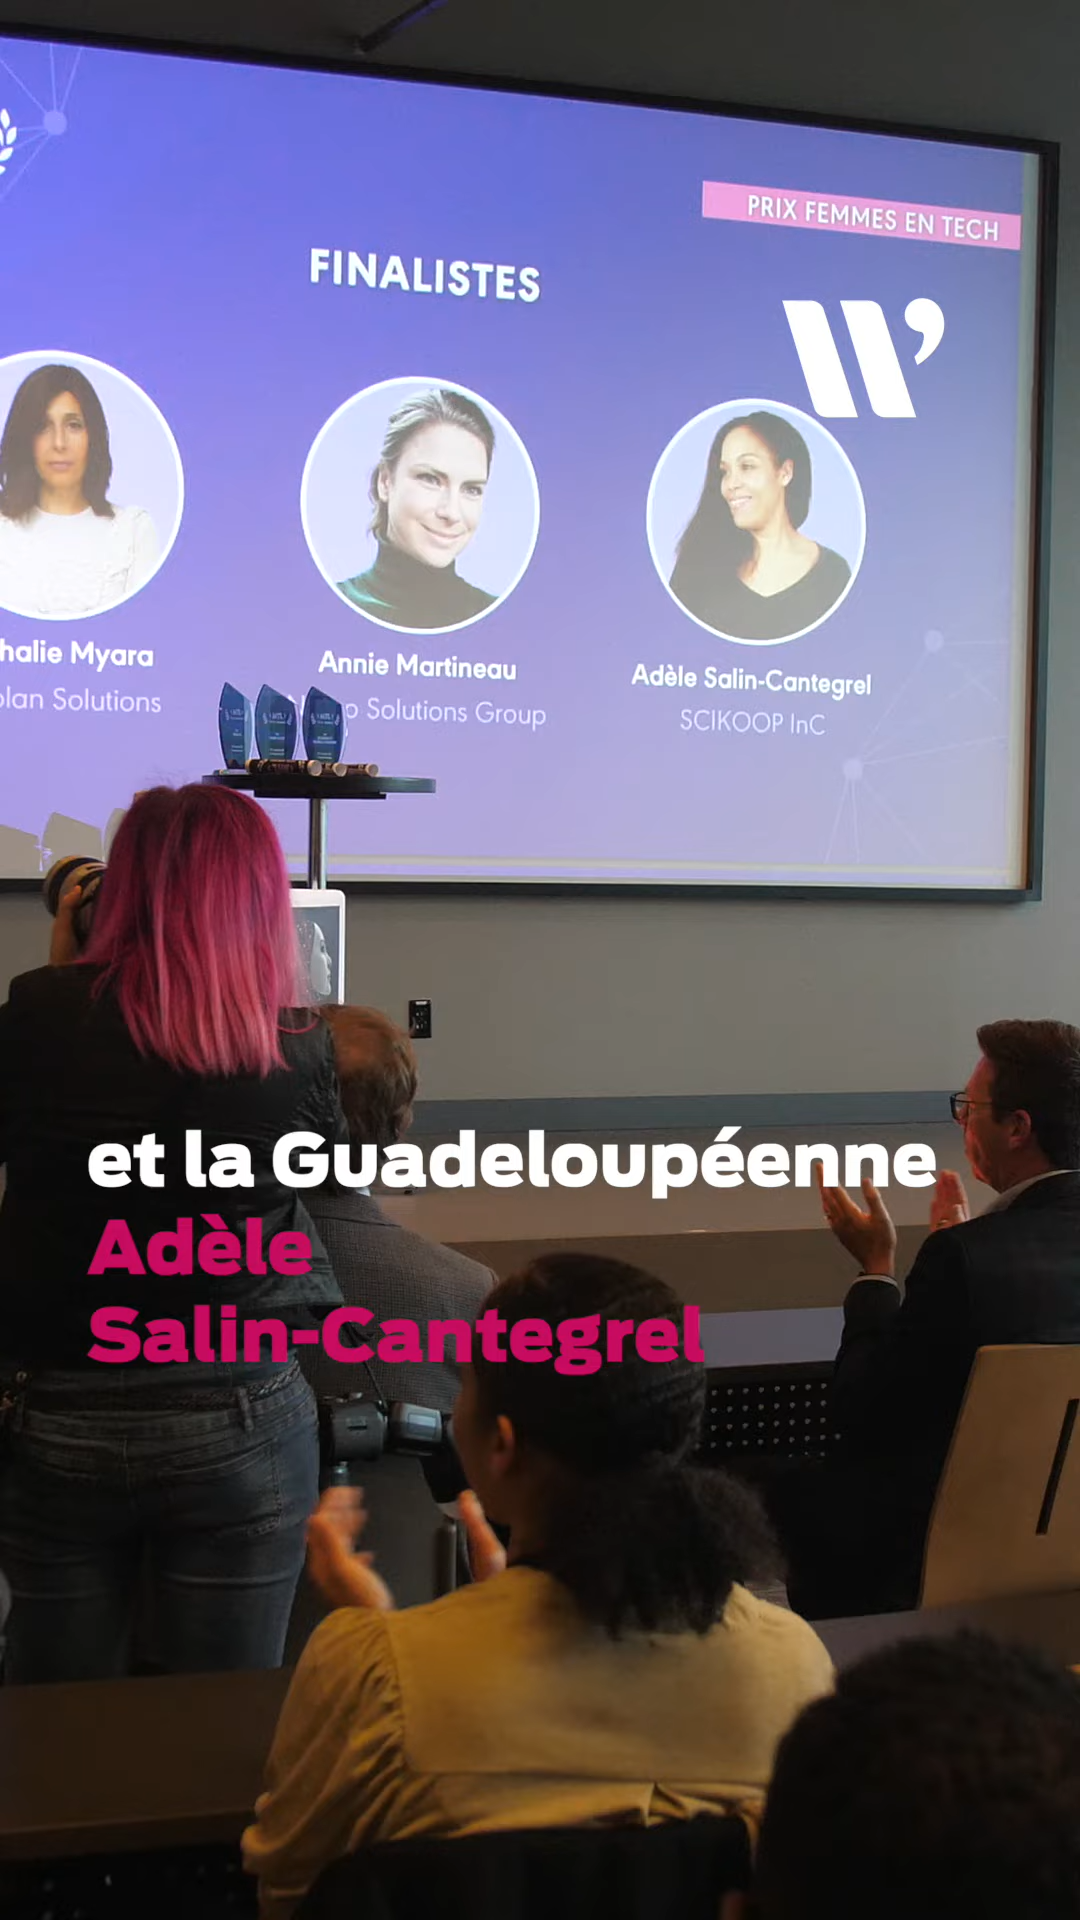 PRIX FEMMES EN TECH
FINALISTES
halie Myara
Annie Martineau
Adèle Salin-Cantegrel
plan Solutions
Solutions Group
SCIKOOP InC
et la Guadeloupéenne
Adèle
Salin-Cantegrel